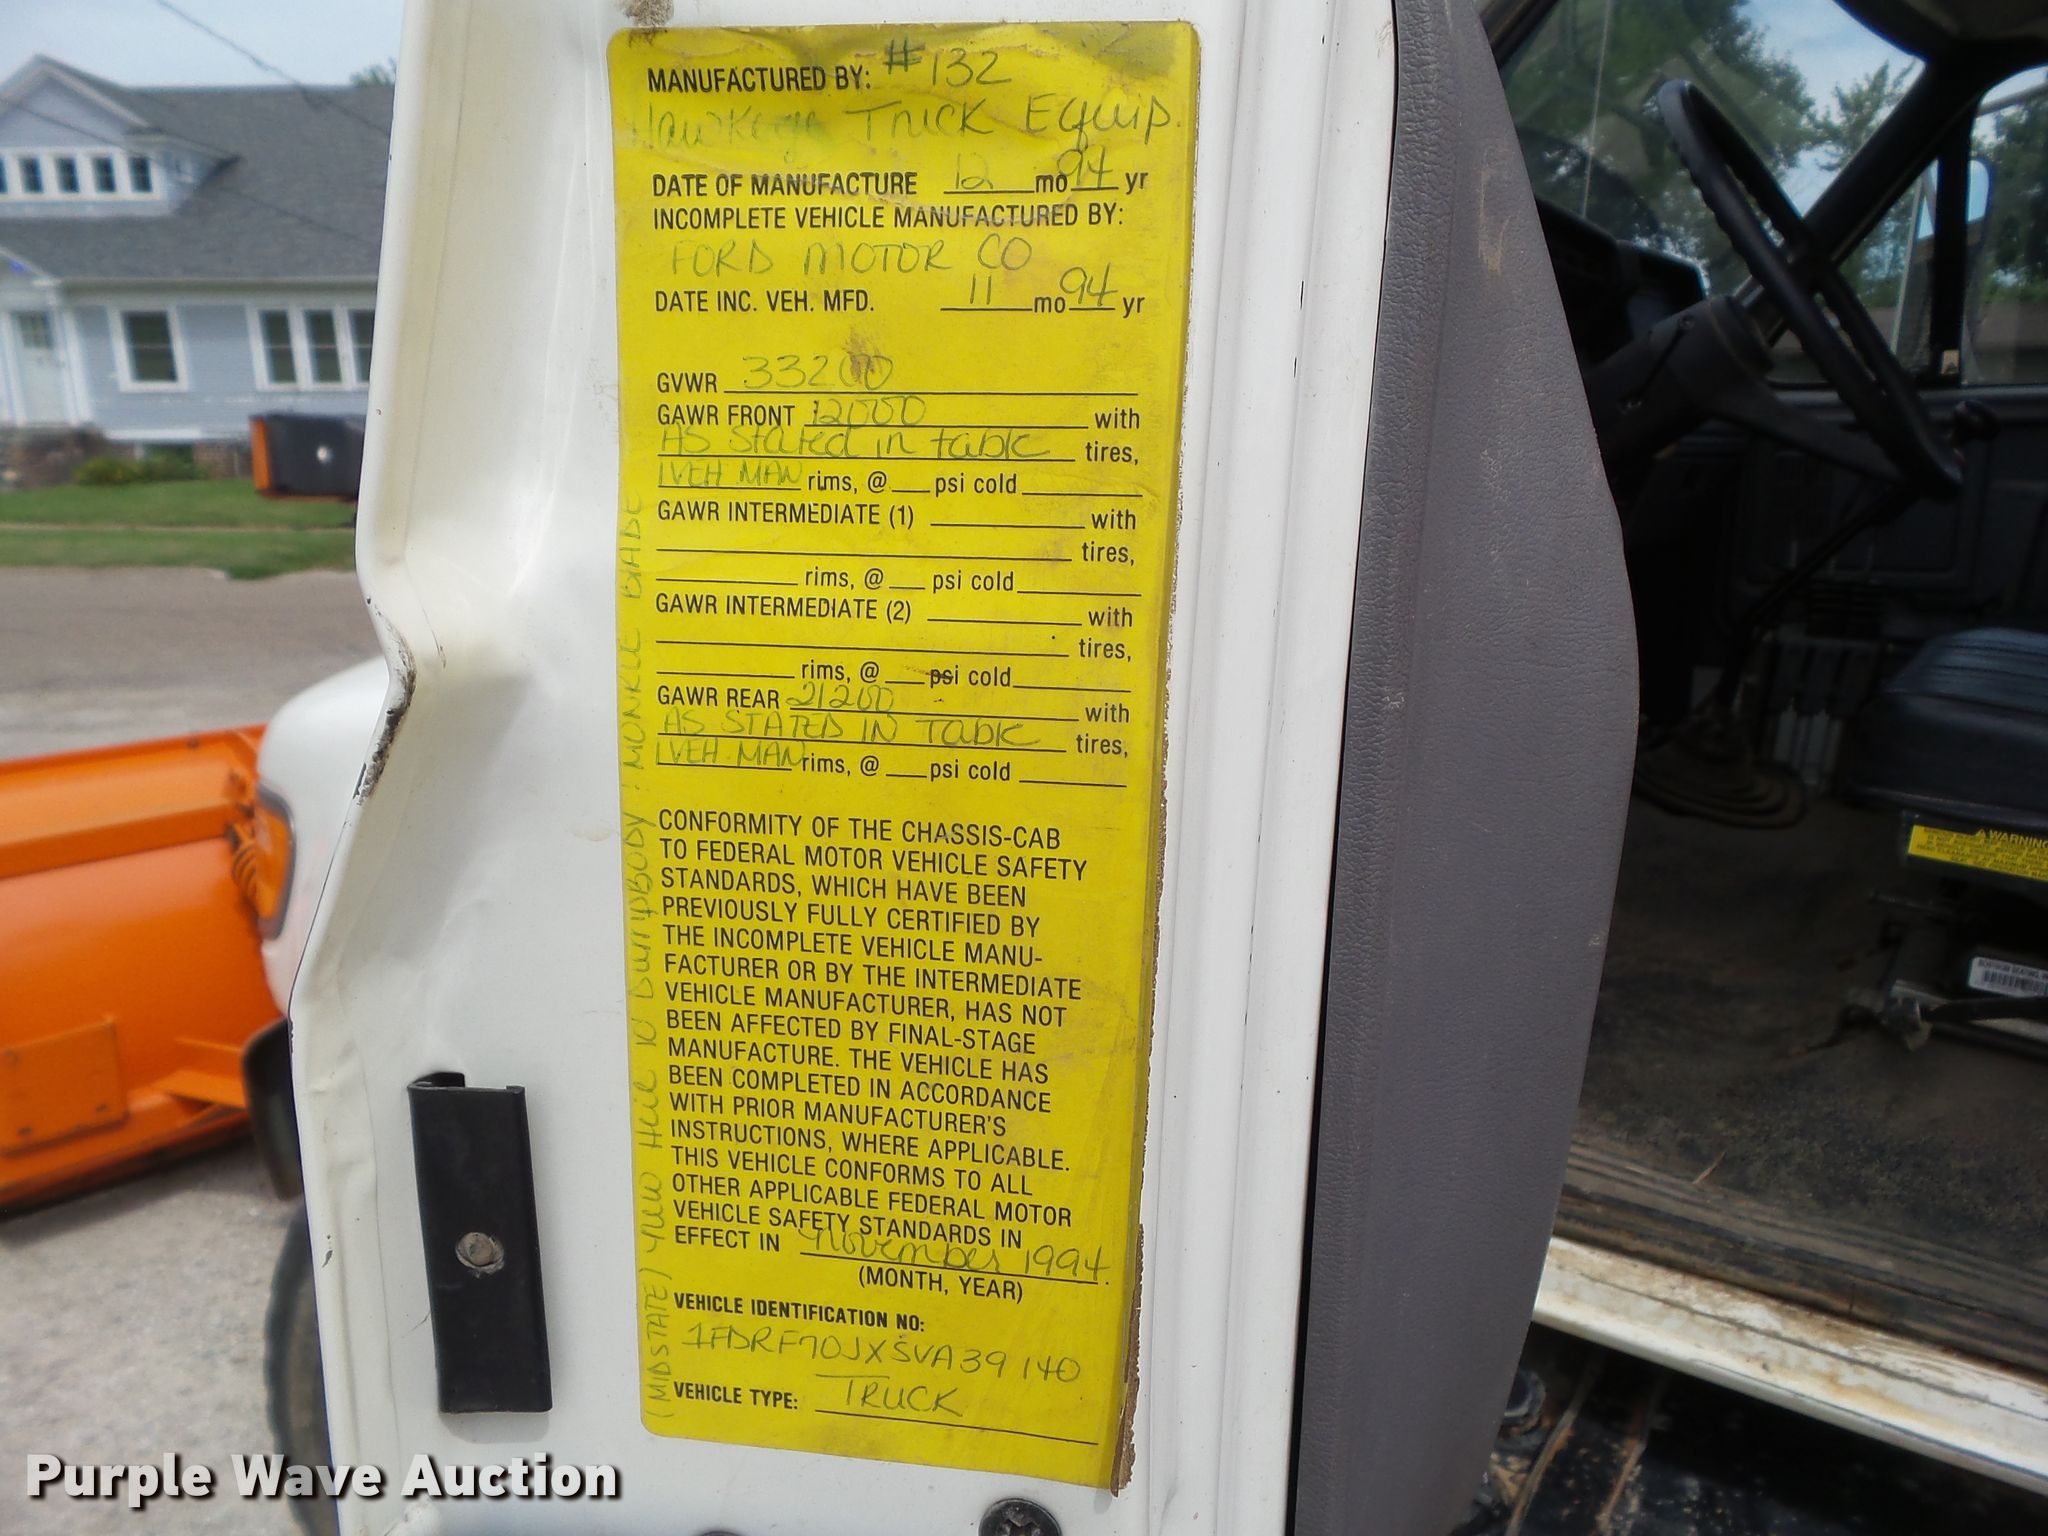 MANUFACTURED BY: #132
Hawkeye Truck Equip.
DATE OF MANUFACTURE 12 mo 94 yr
INCOMPLETE VEHICLE MANUFACTURED BY:
FORD MOTOR CO
DATE INC. VEH. MFD. 11 mo 94 yr
GVWR 33200
GAWR FRONT 12000 with
AS Stated in table tires,
IVEH MAN rims, @ psi cold
GAWR INTERMEDIATE (1) with
tires,
rims, @ psi cold
GAWR INTERMEDIATE (2) with
tires,
rims, @ psi cold
GAWR REAR 21200 with
AS STATED IN Table tires,
IVEH. MAN rims, @ psi cold
CONFORMITY OF THE CHASSIS-CAB
TO FEDERAL MOTOR VEHICLE SAFETY
STANDARDS, WHICH HAVE BEEN
PREVIOUSLY FULLY CERTIFIED BY
THE INCOMPLETE VEHICLE MANU-
FACTURER OR BY THE INTERMEDIATE
VEHICLE MANUFACTURER, HAS NOT
BEEN AFFECTED BY FINAL-STAGE
MANUFACTURE. THE VEHICLE HAS
BEEN COMPLETED IN ACCORDANCE
WITH PRIOR MANUFACTURER'S
INSTRUCTIONS, WHERE APPLICABLE.
THIS VEHICLE CONFORMS TO ALL
OTHER APPLICABLE FEDERAL MOTOR
VEHICLE SAFETY STANDARDS IN
EFFECT IN November 1994.
(MONTH, YEAR)
VEHICLE IDENTIFICATION NO:
1FDRF70JXSVA39140
VEHICLE TYPE: TRUCK
(MIDSTATE) Heil 10 DumpBODY MONROE BLADE
WARNING
Purple Wave Auction